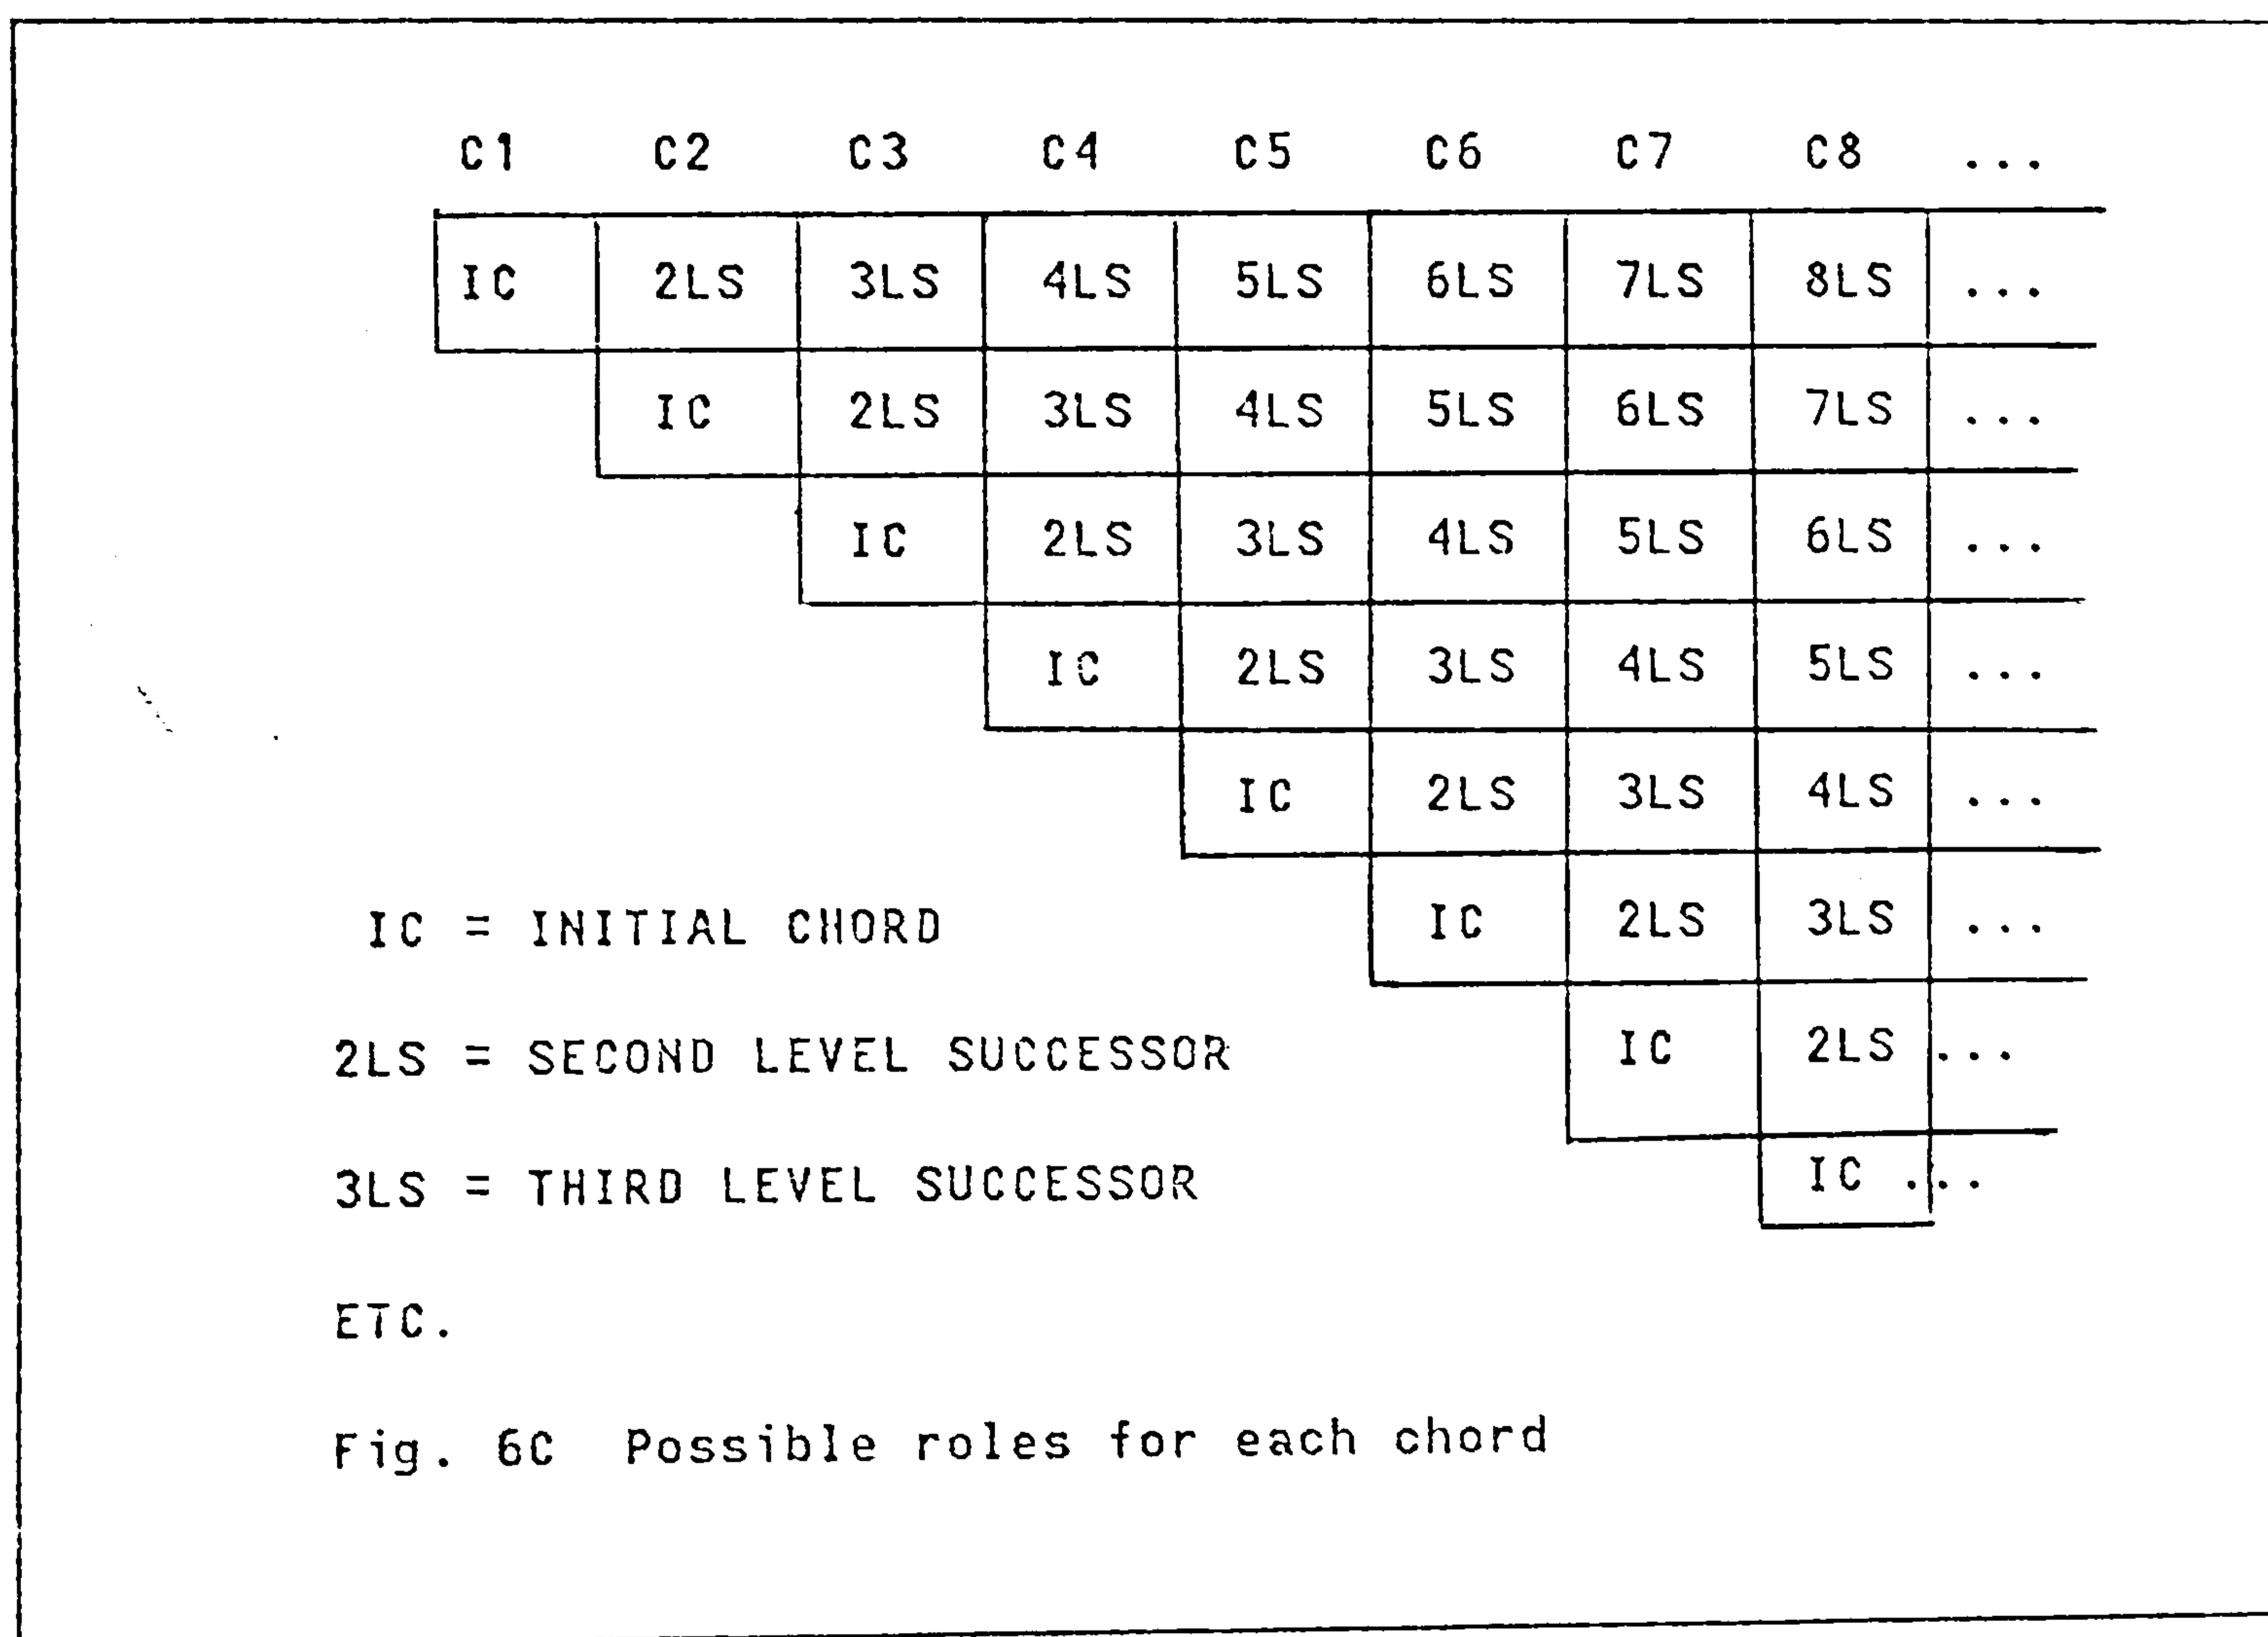 C1 C2 C3 C4 C5 C6 C7 C8 ...
IC 2LS 3LS 4LS 5LS 6LS 7LS 8LS ...
IC 2LS 3LS 4LS 5LS 6LS 7LS ...
IC 2LS 3LS 4LS 5LS 6LS ...
IC 2LS 3LS 4LS 5LS ...
IC 2LS 3LS 4LS ...
IC 2LS 3LS ...
IC 2LS ...
IC ...
IC = INITIAL CHORD
2LS = SECOND LEVEL SUCCESSOR
3LS = THIRD LEVEL SUCCESSOR
ETC.
Fig. 6C Possible roles for each chord